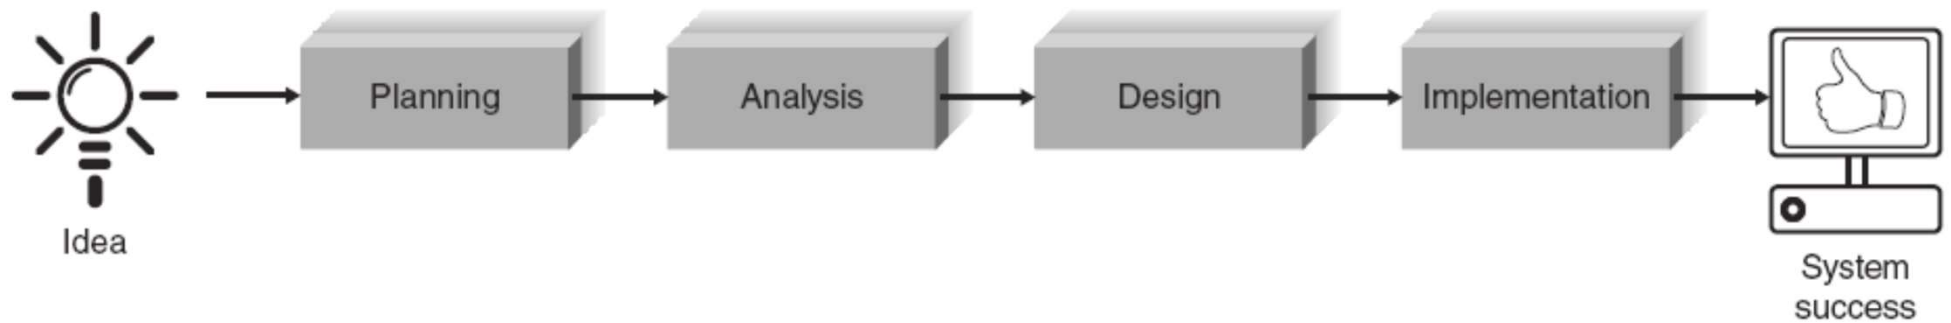 Idea
Planning
Analysis
Design
Implementation
System
success